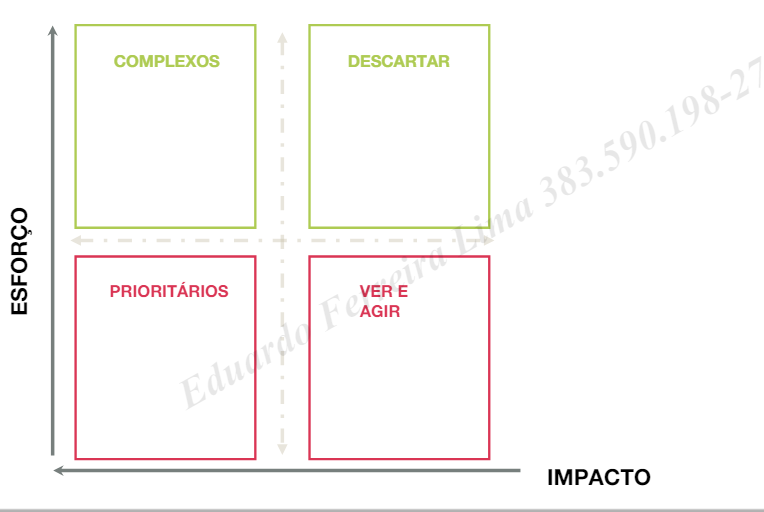 COMPLEXOS
DESCARTAR
ESFORÇO
PRIORITÁRIOS
VER E
AGIR
IMPACTO
Eduardo Ferreira Lima 383.590.198-27